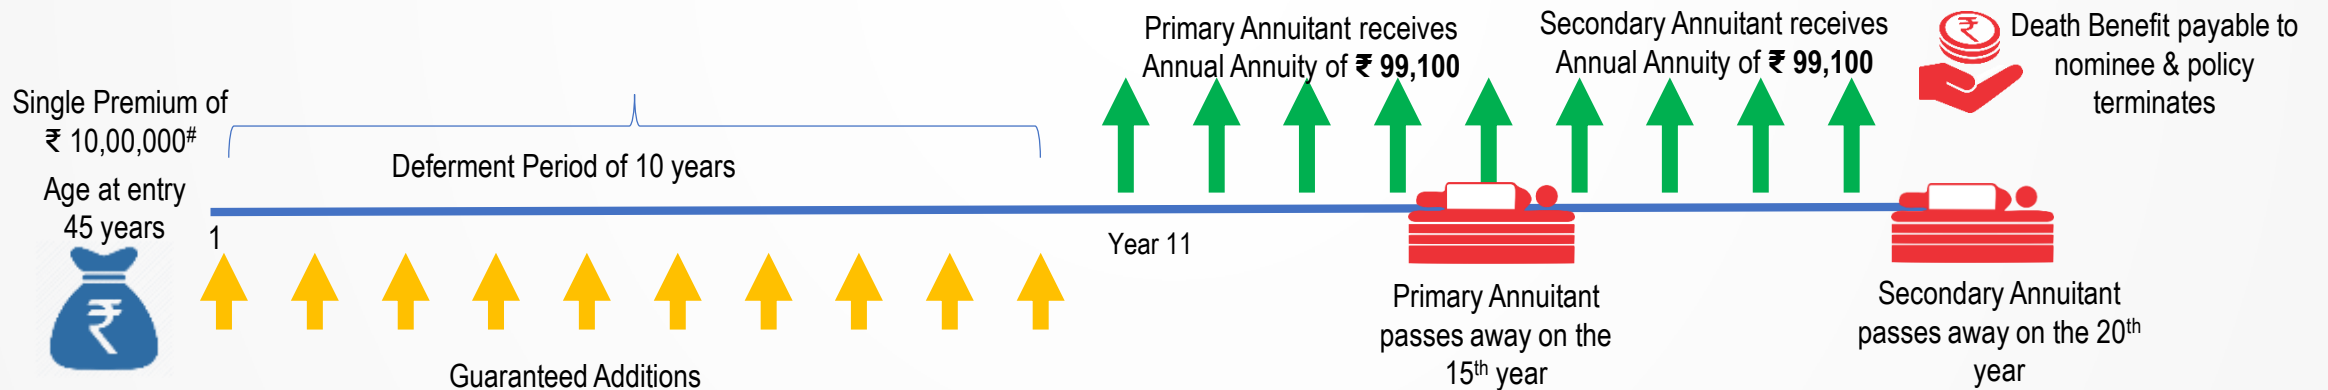 Single Premium of
₹ 10,00,000#
Age at entry
45 years
₹
1
Deferment Period of 10 years
Guaranteed Additions
Primary Annuitant receives
Annual Annuity of ₹ 99,100
Year 11
Primary Annuitant
passes away on the
15th year
Secondary Annuitant receives
Annual Annuity of ₹ 99,100
Secondary Annuitant
passes away on the 20th
year
₹
Death Benefit payable to
nominee & policy
terminates